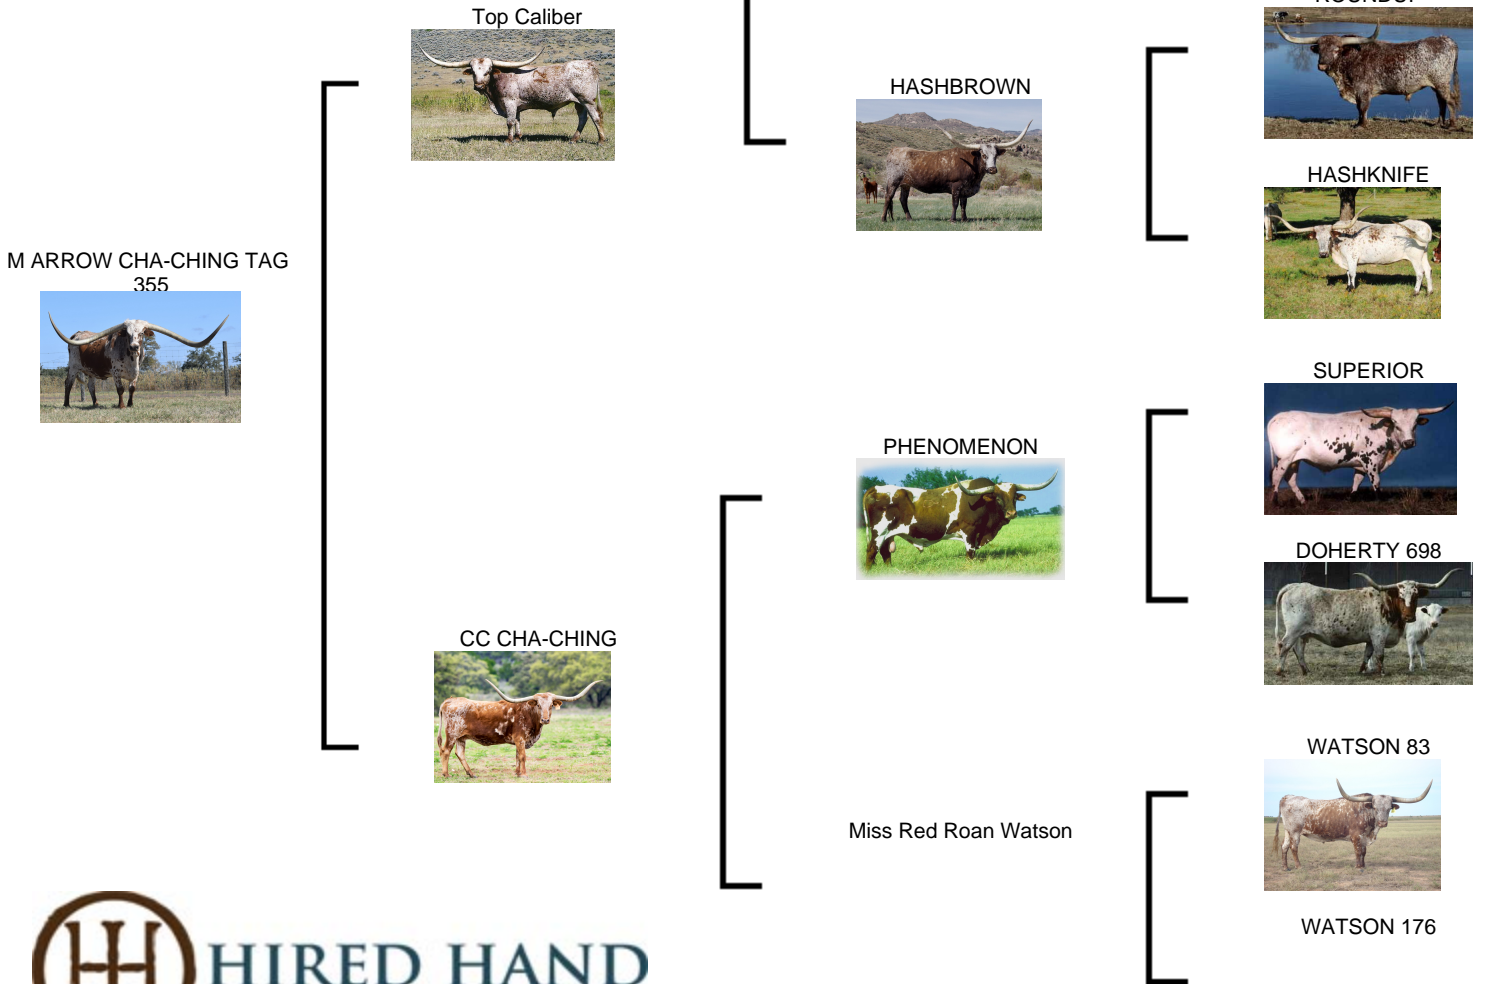 Top Caliber
HASHBROWN
HASHKNIFE
M ARROW CHA-CHING TAG
355
SUPERIOR
PHENOMENON
DOHERTY 698
CC CHA-CHING
WATSON 83
Miss Red Roan Watson
WATSON 176
HIRED HAND